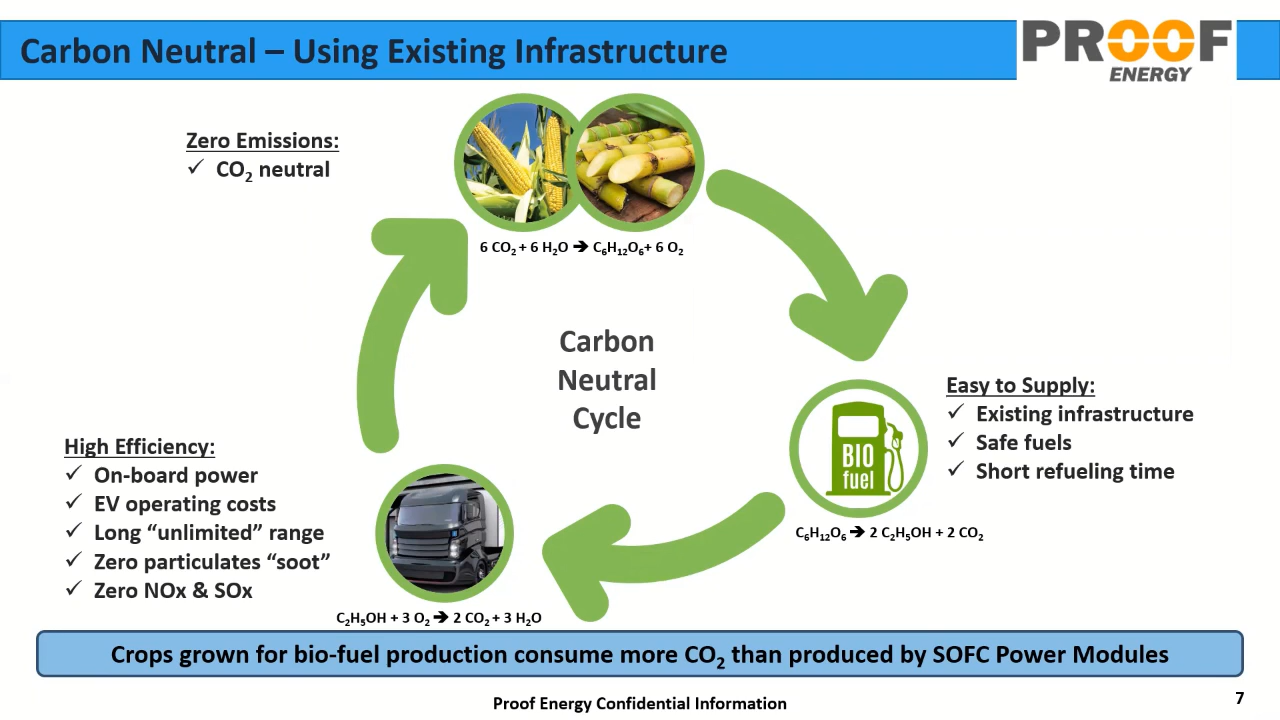 Carbon Neutral – Using Existing Infrastructure
PROOF
ENERGY
Zero Emissions:
✓ CO₂ neutral
6 CO₂ + 6 H₂O → C₆H₁₂O₆+ 6 O₂
Carbon
Neutral
Cycle
Easy to Supply:
✓ Existing infrastructure
✓ Safe fuels
✓ Short refueling time
BIO
fuel
C₆H₁₂O₆ → 2 C₂H₅OH + 2 CO₂
High Efficiency:
✓ On-board power
✓ EV operating costs
✓ Long “unlimited” range
✓ Zero particulates “soot”
✓ Zero NOx & SOx
C₂H₅OH + 3 O₂ → 2 CO₂ + 3 H₂O
Crops grown for bio-fuel production consume more CO₂ than produced by SOFC Power Modules
Proof Energy Confidential Information
7